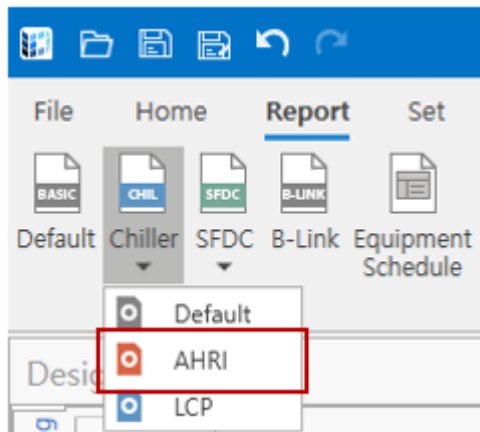 File Home Report Set
BASIC CHIL SFDC B-LINK
Default Chiller SFDC B-Link Equipment
Schedule
Default
AHRI
LCP
Desig